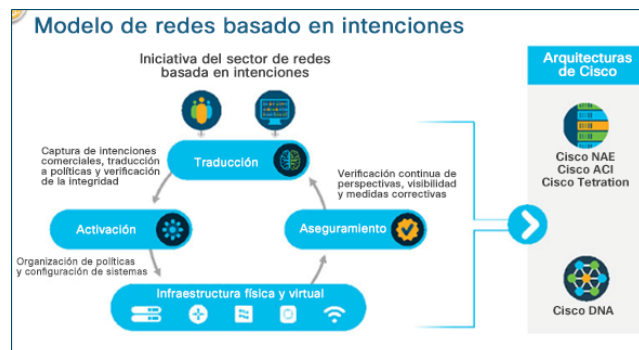 Modelo de redes basado en intenciones
Iniciativa del sector de redes
basada en intenciones
Arquitecturas
de Cisco
Captura de intenciones
comerciales, traducción
a políticas y verificación
de la integridad
Traducción
Verificación continua de
perspectivas, visibilidad
y medidas correctivas
Cisco NAE
Cisco ACI
Cisco Tetration
Activación
Aseguramiento
Organización de políticas
y configuración de sistemas
Infraestructura física y virtual
Cisco DNA